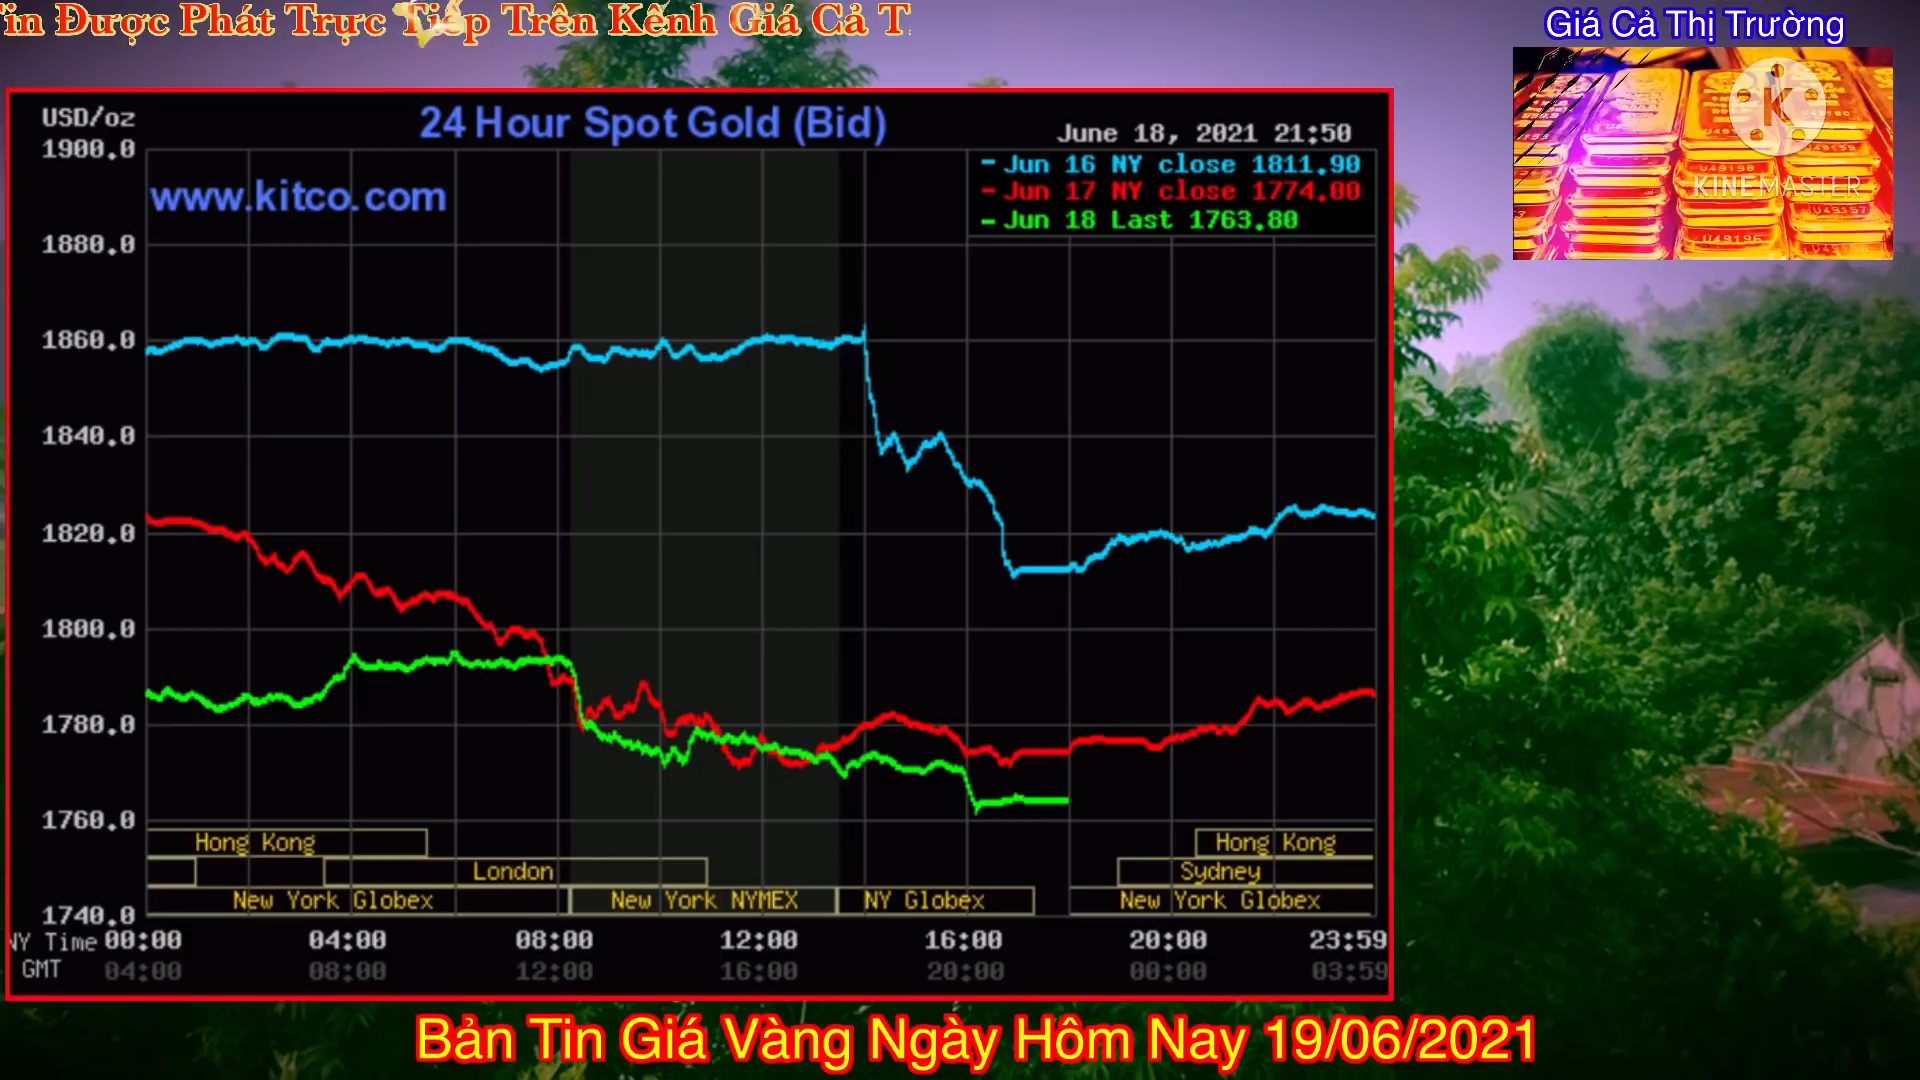 Được Phát Trực Tiếp Trên Kênh Giá Cả
Giá Cả Thị Trường
KINEMASTER
USD/oz
24 Hour Spot Gold (Bid)
June 18, 2021 21:50
Jun 16 NY close 1811.90
Jun 17 NY close 1774.00
Jun 18 Last 1763.80
www.kitco.com
1900.0
1880.0
1860.0
1840.0
1820.0
1800.0
1780.0
1760.0
1740.0
Hong Kong
Hong Kong
London
Sydney
New York Globex
New York NYMEX
NY Globex
New York Globex
NY Time 00:00 04:00 08:00 12:00 16:00 20:00 23:59
GMT 04:00 08:00 12:00 16:00 20:00 00:00 03:59
Bản Tin Giá Vàng Ngày Hôm Nay 19/06/2021